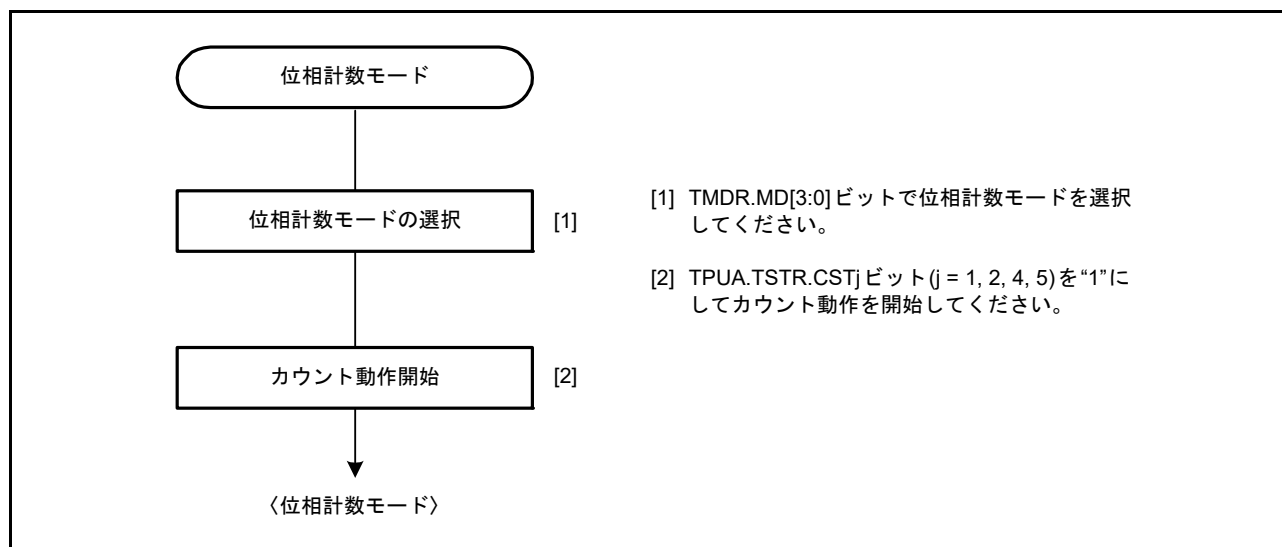 位相計数モード
位相計数モードの選択
[1]
[1] TMDR.MD[3:0]ビットで位相計数モードを選択
してください。
[2] TPUA.TSTR.CSTjビット(j = 1, 2, 4, 5)を“1”に
してカウント動作を開始してください。
カウント動作開始
[2]
〈位相計数モード〉